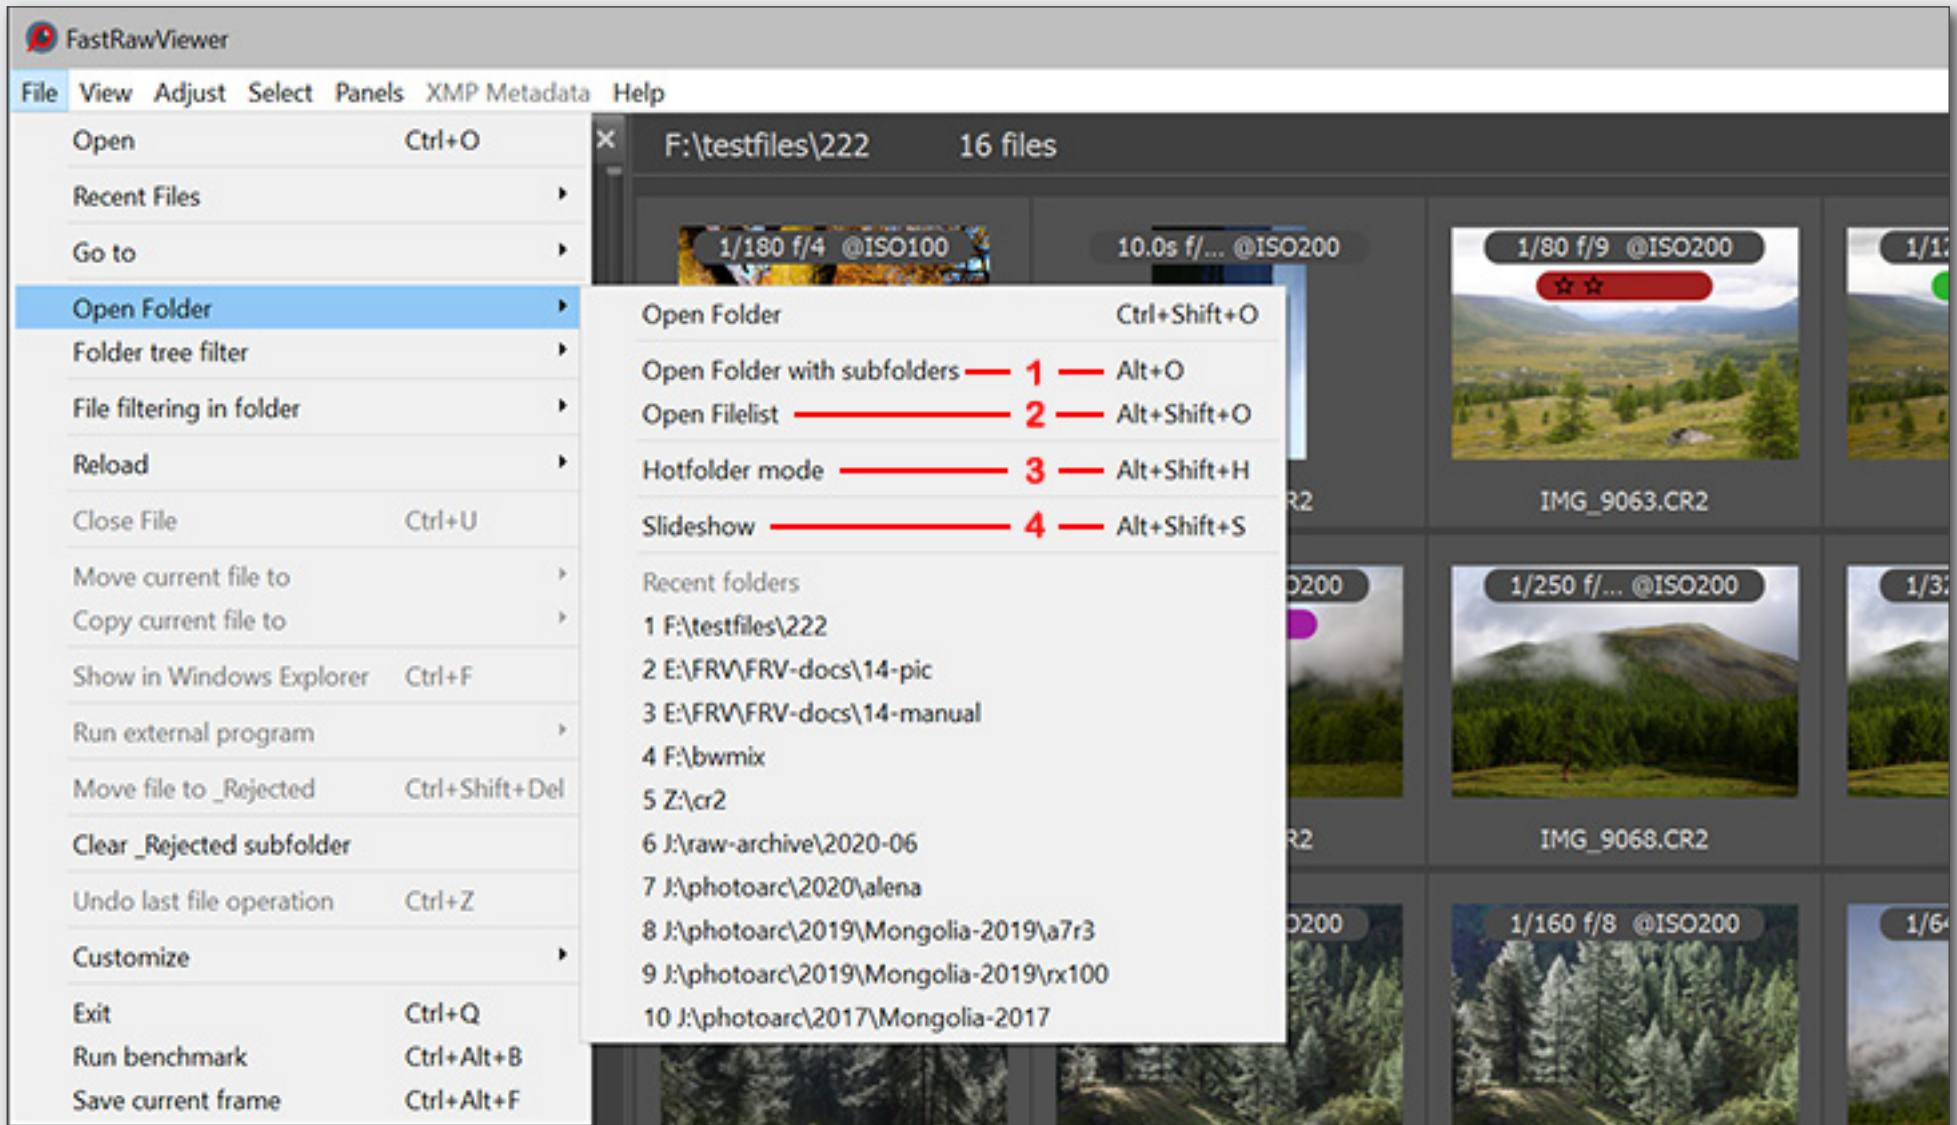 FastRawViewer
File View Adjust Select Panels XMP Metadata Help
Open Ctrl+O
Recent Files
Go to
Open Folder
Folder tree filter
File filtering in folder
Reload
Close File Ctrl+U
Move current file to
Copy current file to
Show in Windows Explorer Ctrl+F
Run external program
Move file to _Rejected Ctrl+Shift+Del
Clear _Rejected subfolder
Undo last file operation Ctrl+Z
Customize
Exit Ctrl+Q
Run benchmark Ctrl+Alt+B
Save current frame Ctrl+Alt+F
Open Folder Ctrl+Shift+O
Open Folder with subfolders 1 Alt+O
Open Filelist 2 Alt+Shift+O
Hotfolder mode 3 Alt+Shift+H
Slideshow 4 Alt+Shift+S
Recent folders
1 F:\testfiles\222
2 E:\FRV\FRV-docs\14-pic
3 E:\FRV\FRV-docs\14-manual
4 F:\bwmix
5 Z:\cr2
6 J:\raw-archive\2020-06
7 J:\photoarc\2020\alena
8 J:\photoarc\2019\Mongolia-2019\a7r3
9 J:\photoarc\2019\Mongolia-2019\rx100
10 J:\photoarc\2017\Mongolia-2017
F:\testfiles\222 16 files
1/180 f/4 @ISO100
10.0s f/... @ISO200
1/80 f/9 @ISO200
R2
IMG_9063.CR2
1/250 f/... @ISO200
R2
IMG_9068.CR2
1/160 f/8 @ISO200